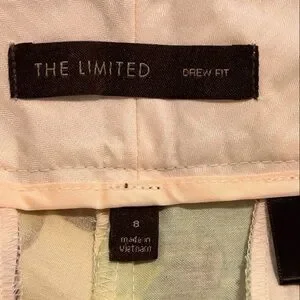 THE LIMITED DREW FIT
8
made in
Vietnam